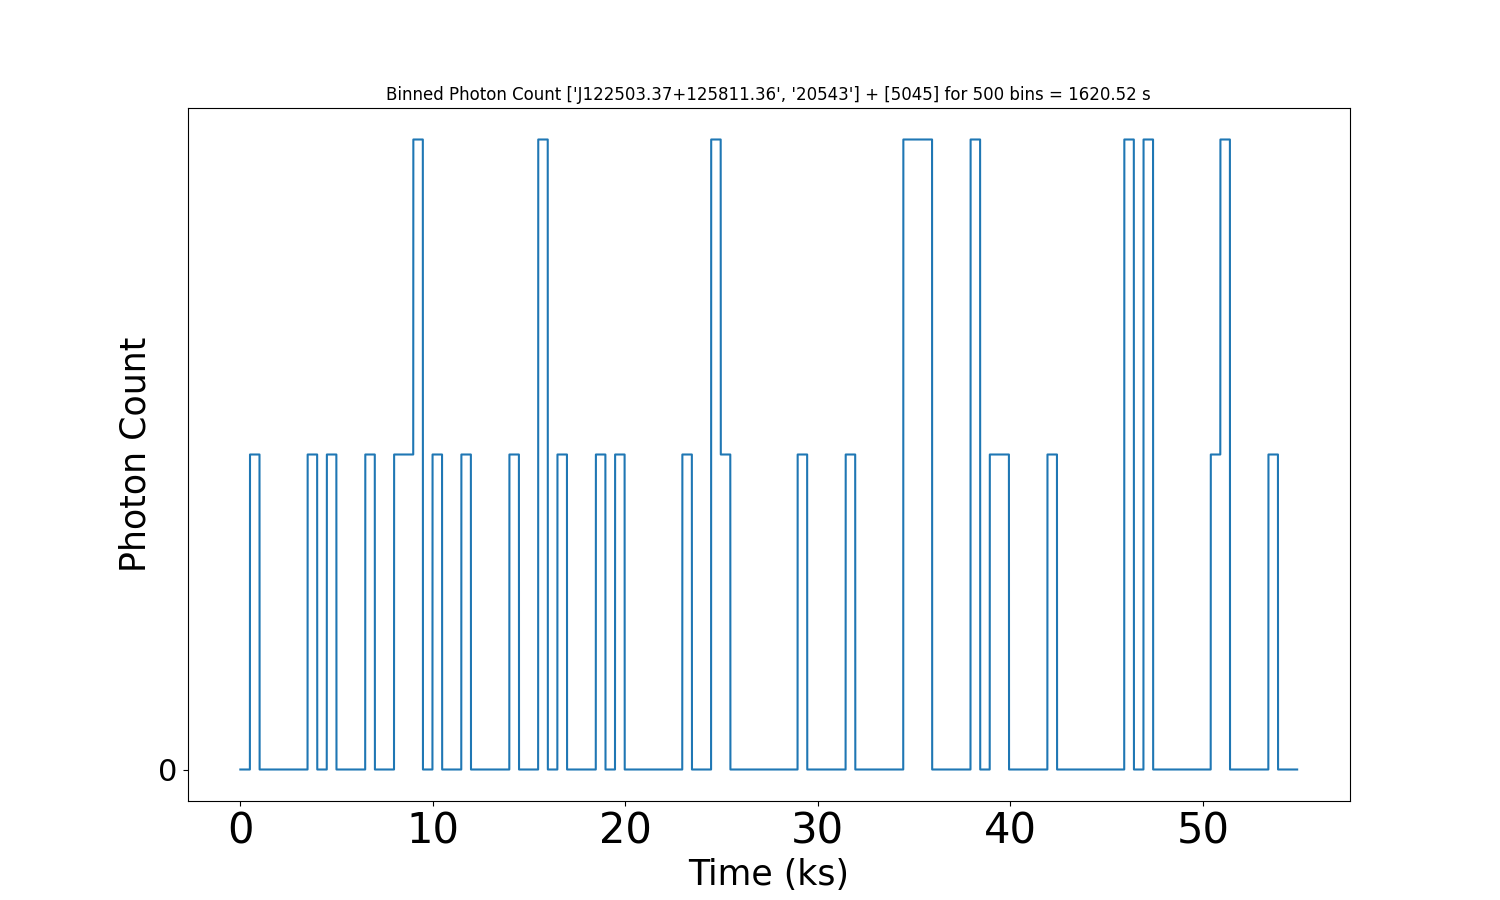 Binned Photon Count ['J122503.37+125811.36', '20543'] + [5045] for 500 bins = 1620.52 s
Photon Count
0
0 10 20 30 40 50
Time (ks)